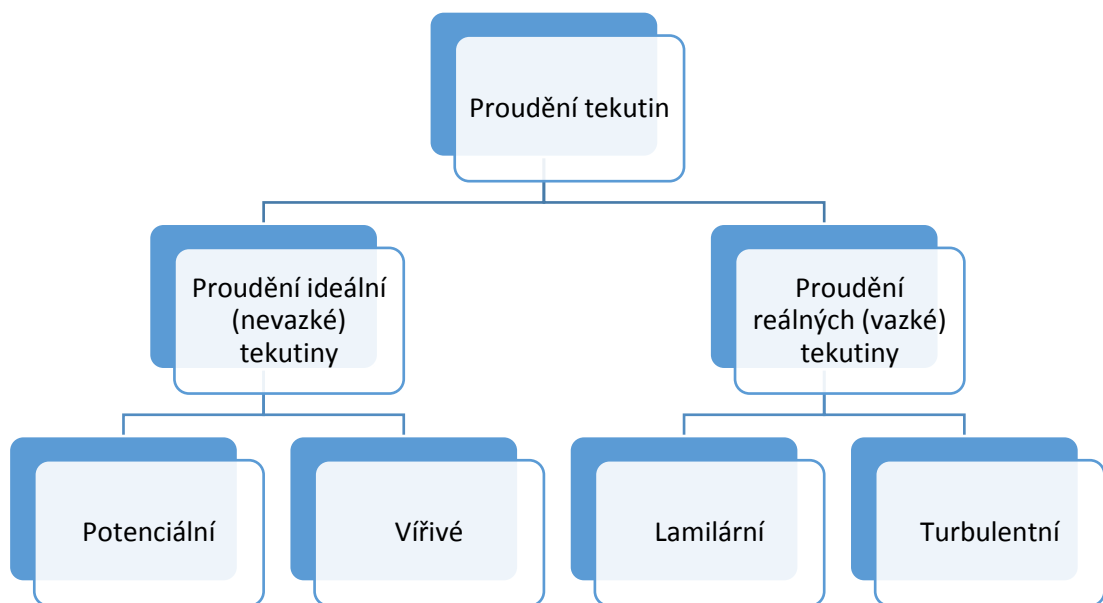 Proudění tekutin
Proudění ideální
(nevazké)
tekutiny
Proudění
reálných (vazké)
tekutiny
Potenciální
Vířivé
Lamilární
Turbulentní